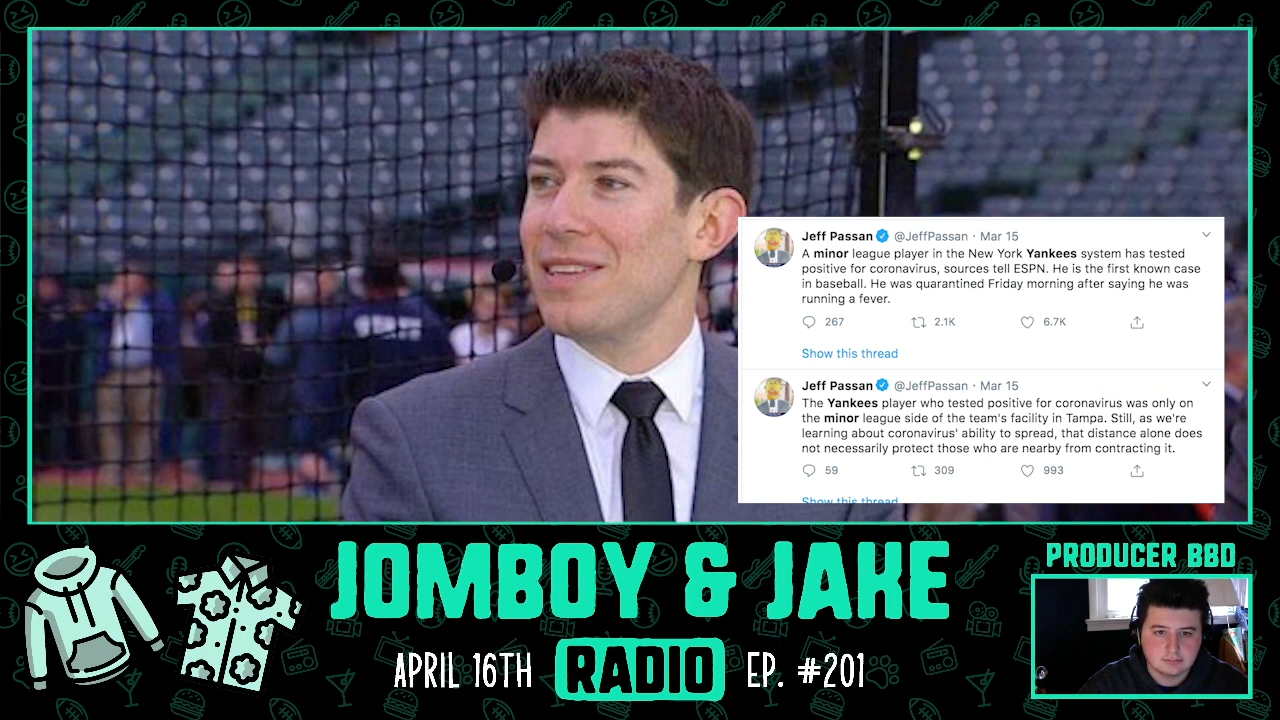 Jeff Passan @JeffPassan · Mar 15
A minor league player in the New York Yankees system has tested
positive for coronavirus, sources tell ESPN. He is the first known case
in baseball. He was quarantined Friday morning after saying he was
running a fever.
267 2.1K 6.7K
Show this thread
Jeff Passan @JeffPassan · Mar 15
The Yankees player who tested positive for coronavirus was only on
the minor league side of the team's facility in Tampa. Still, as we're
learning about coronavirus' ability to spread, that distance alone does
not necessarily protect those who are nearby from contracting it.
59 309 993
Show this thread
JOMBOY & JAKE
PRODUCER BBD
APRIL 16TH RADIO EP. #201